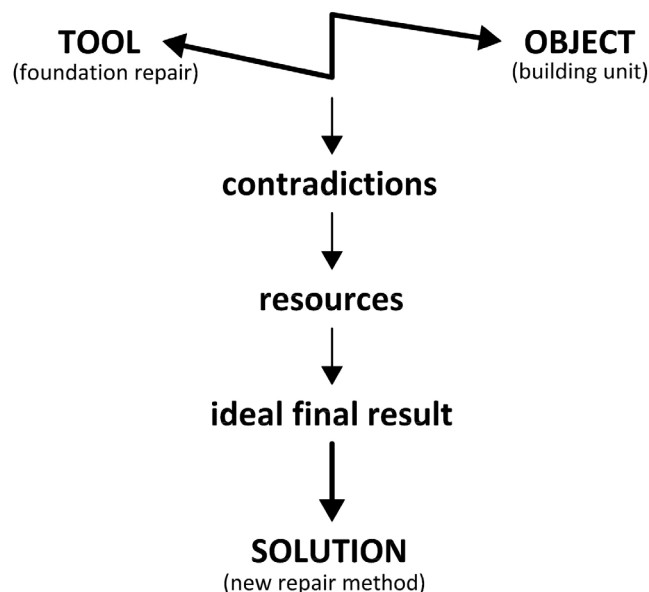 TOOL
(foundation repair)
OBJECT
(building unit)
contradictions
resources
ideal final result
SOLUTION
(new repair method)